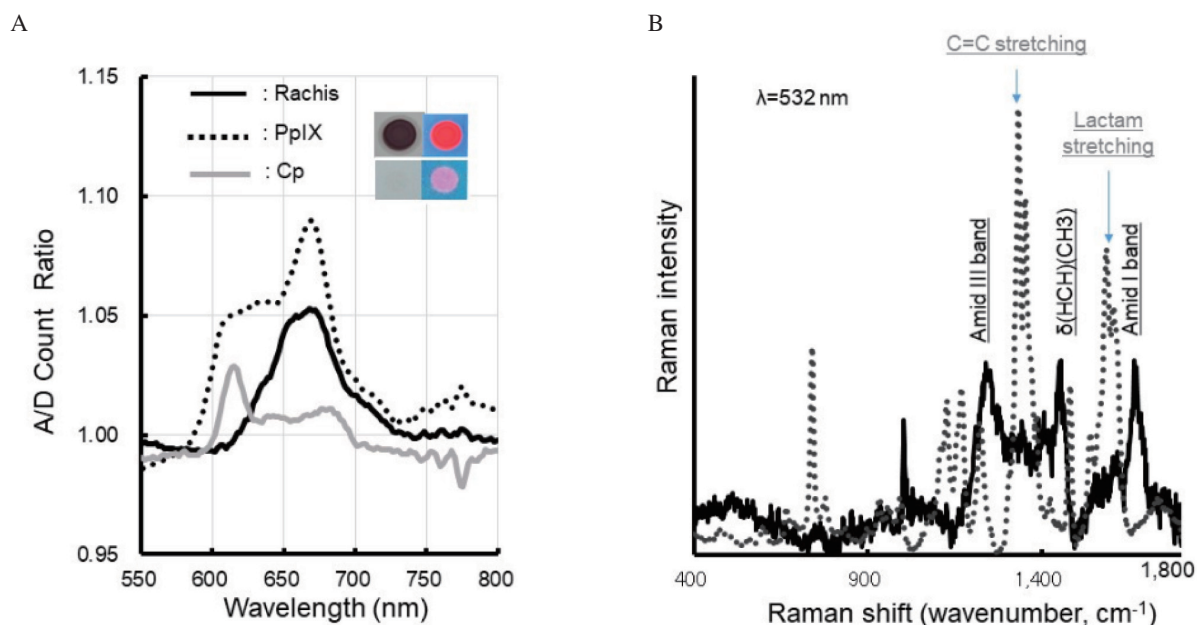 A
1.15
1.10
1.05
1.00
0.95
A/D Count Ratio
: Rachis
: PpIX
: Cp
550 600 650 700 750 800
Wavelength (nm)
B
C=C stretching
λ=532 nm
Lactam
stretching
Amid III band
δ(HCH)(CH3)
Amid I band
Raman intensity
400 900 1,400 1,800
Raman shift (wavenumber, cm-1)